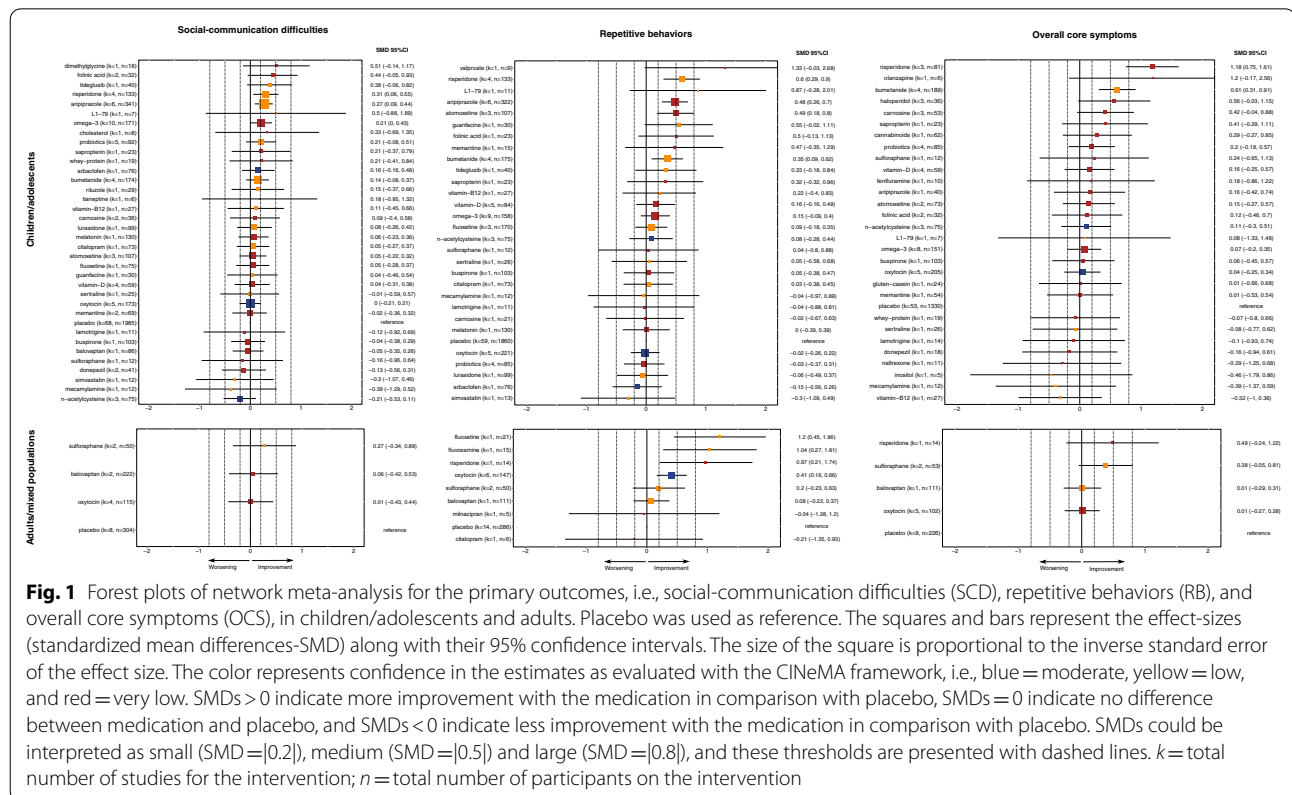 Social-communication difficulties
Repetitive behaviors
Overall core symptoms
Children/adolescents
SMD 95%CI
dimethylglycine (k=1, n=18) 0.51 (−0.14, 1.17)
folinic acid (k=2, n=32) 0.44 (−0.05, 0.93)
tideglusib (k=1, n=40) 0.38 (−0.06, 0.82)
risperidone (k=4, n=133) 0.31 (0.08, 0.55)
aripiprazole (k=6, n=341) 0.27 (0.09, 0.44)
L1−79 (k=1, n=7) 0.5 (−0.88, 1.89)
omega−3 (k=10, n=171) 0.21 (0, 0.43)
cholesterol (k=1, n=8) 0.33 (−0.69, 1.35)
probiotics (k=5, n=92) 0.21 (−0.08, 0.51)
sapropterin (k=1, n=23) 0.21 (−0.37, 0.79)
whey−protein (k=1, n=19) 0.21 (−0.41, 0.84)
arbaclofen (k=1, n=76) 0.16 (−0.16, 0.48)
bumetanide (k=4, n=174) 0.14 (−0.08, 0.37)
riluzole (k=1, n=29) 0.15 (−0.37, 0.66)
tianeptine (k=1, n=6) 0.18 (−0.95, 1.32)
vitamin−B12 (k=1, n=27) 0.11 (−0.45, 0.66)
carnosine (k=2, n=36) 0.09 (−0.4, 0.58)
lurasidone (k=1, n=99) 0.08 (−0.26, 0.42)
melatonin (k=1, n=130) 0.06 (−0.23, 0.36)
citalopram (k=1, n=73) 0.05 (−0.27, 0.37)
atomoxetine (k=3, n=107) 0.05 (−0.22, 0.32)
fluoxetine (k=1, n=75) 0.05 (−0.28, 0.37)
guanfacine (k=1, n=30) 0.04 (−0.46, 0.54)
vitamin−D (k=4, n=59) 0.04 (−0.31, 0.38)
sertraline (k=1, n=25) −0.01 (−0.59, 0.57)
oxytocin (k=5, n=173) 0 (−0.21, 0.21)
memantine (k=2, n=69) −0.02 (−0.36, 0.32)
placebo (k=68, n=1985) reference
lamotrigine (k=1, n=11) −0.12 (−0.92, 0.69)
buspirone (k=1, n=103) −0.04 (−0.38, 0.29)
balovaptan (k=1, n=86) −0.05 (−0.35, 0.26)
sulforaphane (k=1, n=12) −0.16 (−0.96, 0.64)
donepezil (k=2, n=41) −0.13 (−0.56, 0.31)
simvastatin (k=1, n=12) −0.3 (−1.07, 0.46)
mecamylamine (k=1, n=12) −0.39 (−1.29, 0.52)
n−acetylcysteine (k=3, n=75) −0.21 (−0.53, 0.11)
−2 −1 0 1 2
SMD 95%CI
valproate (k=1, n=9) 1.33 (−0.03, 2.68)
risperidone (k=4, n=133) 0.6 (0.29, 0.9)
L1−79 (k=1, n=11) 0.87 (−0.28, 2.01)
aripiprazole (k=6, n=322) 0.48 (0.26, 0.7)
atomoxetine (k=3, n=107) 0.49 (0.18, 0.8)
guanfacine (k=1, n=30) 0.55 (−0.02, 1.11)
folinic acid (k=1, n=23) 0.5 (−0.13, 1.13)
memantine (k=1, n=15) 0.47 (−0.35, 1.29)
bumetanide (k=4, n=175) 0.35 (0.09, 0.62)
tideglusib (k=1, n=40) 0.33 (−0.18, 0.84)
sapropterin (k=1, n=23) 0.32 (−0.32, 0.96)
vitamin−B12 (k=1, n=27) 0.22 (−0.4, 0.83)
vitamin−D (k=5, n=84) 0.16 (−0.16, 0.48)
omega−3 (k=9, n=158) 0.15 (−0.09, 0.4)
fluoxetine (k=3, n=170) 0.09 (−0.18, 0.35)
n−acetylcysteine (k=3, n=75) 0.08 (−0.28, 0.44)
sulforaphane (k=1, n=12) 0.04 (−0.8, 0.88)
sertraline (k=1, n=25) 0.05 (−0.58, 0.68)
buspirone (k=1, n=103) 0.05 (−0.38, 0.47)
citalopram (k=1, n=73) 0.03 (−0.38, 0.45)
mecamylamine (k=1, n=12) −0.04 (−0.97, 0.89)
lamotrigine (k=1, n=11) −0.04 (−0.88, 0.81)
carnosine (k=1, n=21) −0.02 (−0.67, 0.63)
melatonin (k=1, n=130) 0 (−0.39, 0.39)
placebo (k=59, n=1860) reference
oxytocin (k=5, n=221) −0.02 (−0.26, 0.22)
probiotics (k=4, n=85) −0.03 (−0.37, 0.31)
lurasidone (k=1, n=99) −0.06 (−0.49, 0.37)
arbaclofen (k=1, n=76) −0.15 (−0.56, 0.26)
simvastatin (k=1, n=13) −0.3 (−1.09, 0.49)
−2 −1 0 1 2
SMD 95%CI
risperidone (k=3, n=81) 1.18 (0.75, 1.61)
olanzapine (k=1, n=6) 1.2 (−0.17, 2.56)
bumetanide (k=4, n=189) 0.61 (0.31, 0.91)
haloperidol (k=3, n=36) 0.56 (−0.03, 1.15)
carnosine (k=3, n=53) 0.42 (−0.04, 0.88)
sapropterin (k=1, n=23) 0.41 (−0.29, 1.11)
cannabinoids (k=1, n=62) 0.29 (−0.27, 0.85)
probiotics (k=4, n=85) 0.2 (−0.18, 0.57)
sulforaphane (k=1, n=12) 0.24 (−0.65, 1.13)
vitamin−D (k=4, n=59) 0.16 (−0.25, 0.57)
fenfluramine (k=1, n=10) 0.18 (−0.86, 1.22)
aripiprazole (k=1, n=40) 0.16 (−0.42, 0.74)
atomoxetine (k=2, n=73) 0.15 (−0.27, 0.57)
folinic acid (k=2, n=32) 0.12 (−0.46, 0.7)
n−acetylcysteine (k=3, n=75) 0.11 (−0.3, 0.51)
L1−79 (k=1, n=7) 0.08 (−1.33, 1.48)
omega−3 (k=8, n=151) 0.07 (−0.2, 0.35)
buspirone (k=1, n=103) 0.06 (−0.45, 0.57)
oxytocin (k=5, n=205) 0.04 (−0.25, 0.34)
gluten−casein (k=1, n=24) 0.01 (−0.66, 0.68)
memantine (k=1, n=54) 0.01 (−0.53, 0.54)
placebo (k=53, n=1330) reference
whey−protein (k=1, n=19) −0.07 (−0.8, 0.66)
sertraline (k=1, n=26) −0.08 (−0.77, 0.62)
lamotrigine (k=1, n=14) −0.1 (−0.93, 0.74)
donepezil (k=1, n=18) −0.16 (−0.94, 0.61)
naltrexone (k=1, n=11) −0.29 (−1.25, 0.68)
inositol (k=1, n=5) −0.46 (−1.79, 0.86)
mecamylamine (k=1, n=12) −0.39 (−1.37, 0.59)
vitamin−B12 (k=1, n=27) −0.32 (−1, 0.36)
−2 −1 0 1 2
Adults/mixed populations
sulforaphane (k=2, n=50) 0.27 (−0.34, 0.88)
balovaptan (k=2, n=222) 0.06 (−0.42, 0.53)
oxytocin (k=4, n=115) 0.01 (−0.43, 0.44)
placebo (k=8, n=304) reference
−2 −1 0 1 2
Worsening Improvement
fluoxetine (k=1, n=21) 1.2 (0.45, 1.96)
fluvoxamine (k=1, n=15) 1.04 (0.27, 1.81)
risperidone (k=1, n=14) 0.97 (0.21, 1.74)
oxytocin (k=6, n=147) 0.41 (0.16, 0.66)
sulforaphane (k=2, n=50) 0.2 (−0.23, 0.63)
balovaptan (k=1, n=111) 0.08 (−0.22, 0.37)
milnacipran (k=1, n=5) −0.04 (−1.28, 1.2)
placebo (k=14, n=286) reference
citalopram (k=1, n=6) −0.21 (−1.35, 0.93)
−2 −1 0 1 2
Worsening Improvement
risperidone (k=1, n=14) 0.49 (−0.24, 1.22)
sulforaphane (k=2, n=53) 0.38 (−0.05, 0.81)
balovaptan (k=1, n=111) 0.01 (−0.29, 0.31)
oxytocin (k=5, n=102) 0.01 (−0.27, 0.28)
placebo (k=9, n=226) reference
−2 −1 0 1 2
Worsening Improvement
Fig. 1 Forest plots of network meta-analysis for the primary outcomes, i.e., social-communication difficulties (SCD), repetitive behaviors (RB), and
overall core symptoms (OCS), in children/adolescents and adults. Placebo was used as reference. The squares and bars represent the effect-sizes
(standardized mean differences-SMD) along with their 95% confidence intervals. The size of the square is proportional to the inverse standard error
of the effect size. The color represents confidence in the estimates as evaluated with the CINeMA framework, i.e., blue = moderate, yellow = low,
and red = very low. SMDs > 0 indicate more improvement with the medication in comparison with placebo, SMDs = 0 indicate no difference
between medication and placebo, and SMDs < 0 indicate less improvement with the medication in comparison with placebo. SMDs could be
interpreted as small (SMD =|0.2|), medium (SMD =|0.5|) and large (SMD =|0.8|), and these thresholds are presented with dashed lines. k = total
number of studies for the intervention; n = total number of participants on the intervention